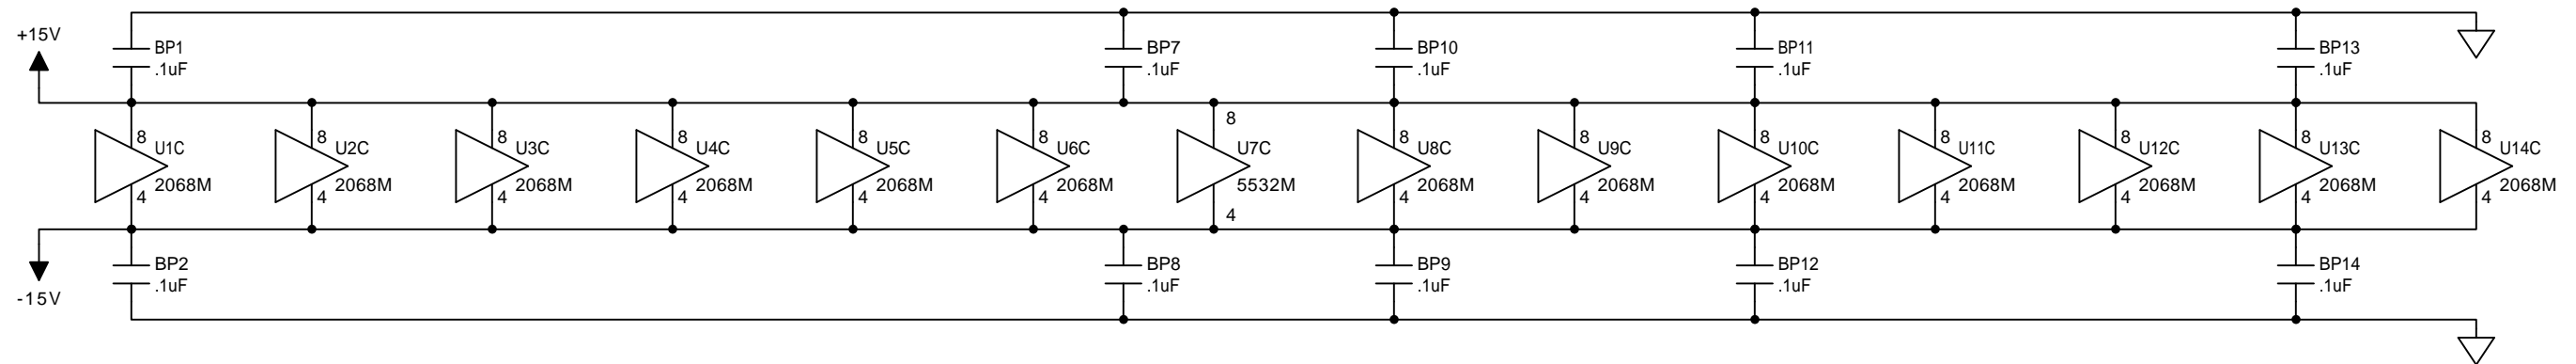 +15V
BP1
.1uF
BP7
.1uF
BP10
.1uF
BP11
.1uF
BP13
.1uF
8
U1C
2068M
4
8
U2C
2068M
4
8
U3C
2068M
4
8
U4C
2068M
4
8
U5C
2068M
4
8
U6C
2068M
4
8
U7C
5532M
4
8
U8C
2068M
4
8
U9C
2068M
4
8
U10C
2068M
4
8
U11C
2068M
4
8
U12C
2068M
4
8
U13C
2068M
4
8
U14C
2068M
4
-15V
BP2
.1uF
BP8
.1uF
BP9
.1uF
BP12
.1uF
BP14
.1uF